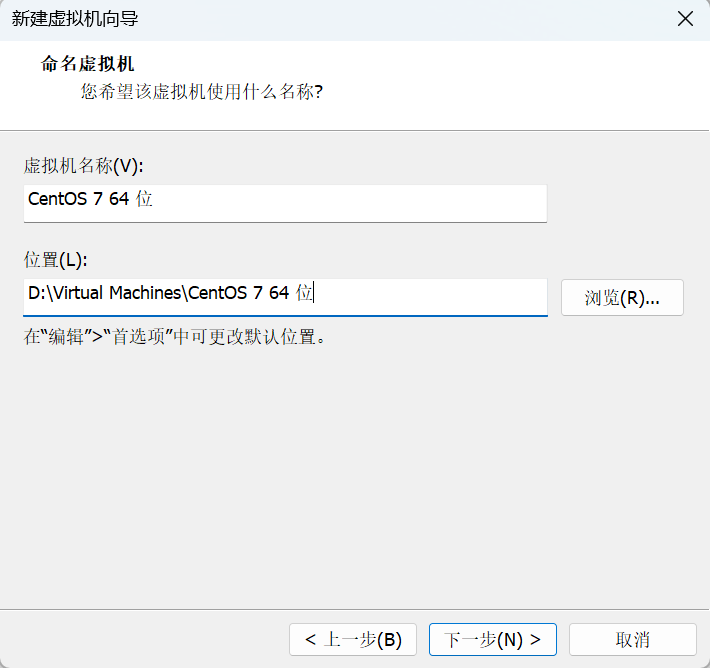 新建虚拟机向导
命名虚拟机
您希望该虚拟机使用什么名称?
虚拟机名称(V):
CentOS 7 64 位
位置(L):
D:\Virtual Machines\CentOS 7 64 位
浏览(R)...
在“编辑”>“首选项”中可更改默认位置。
< 上一步(B)
下一步(N) >
取消